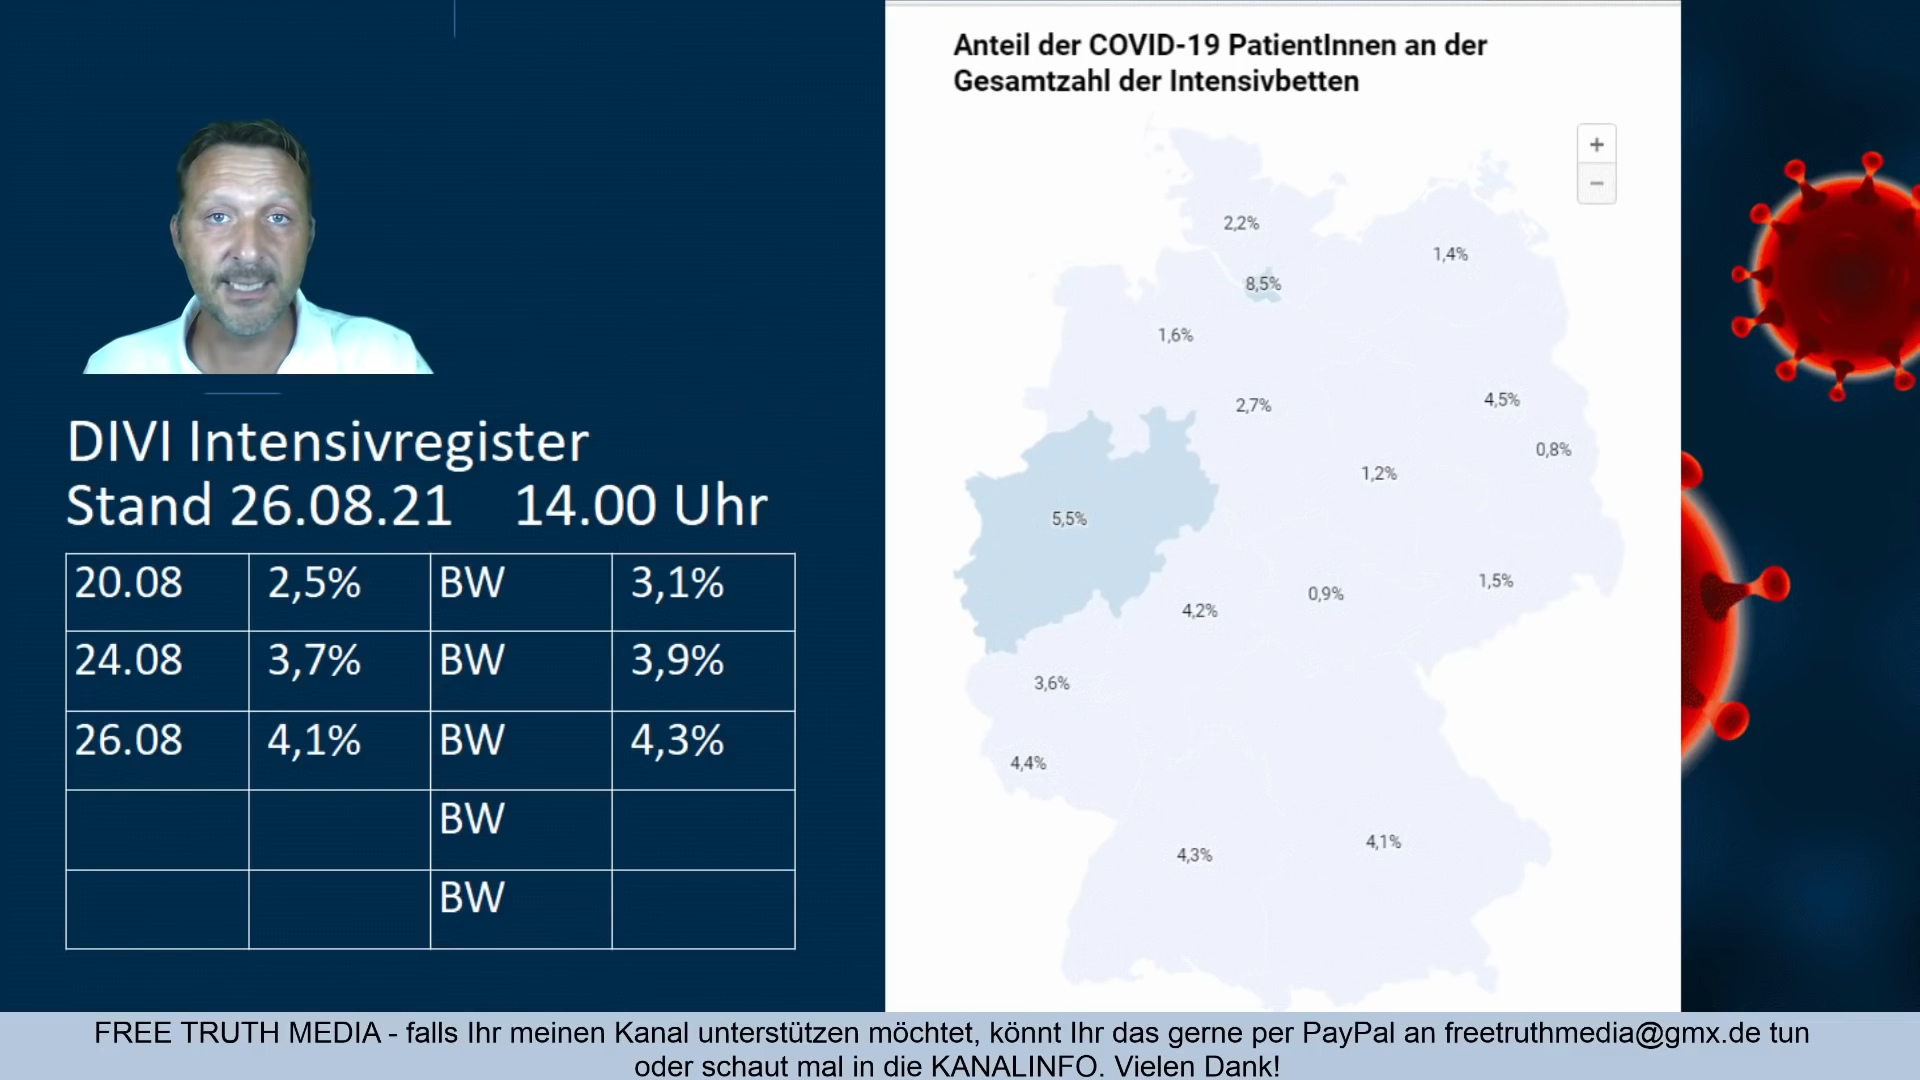 Anteil der COVID-19 PatientInnen an der
Gesamtzahl der Intensivbetten
+
−
2,2%
1,4%
8,5%
1,6%
2,7%
4,5%
0,8%
1,2%
5,5%
1,5%
0,9%
4,2%
3,6%
4,4%
4,1%
4,3%
DIVI Intensivregister
Stand 26.08.21 14.00 Uhr
20.08 2,5% BW 3,1%
24.08 3,7% BW 3,9%
26.08 4,1% BW 4,3%
BW
BW
FREE TRUTH MEDIA - falls Ihr meinen Kanal unterstützen möchtet, könnt Ihr das gerne per PayPal an freetruthmedia@gmx.de tun
oder schaut mal in die KANALINFO. Vielen Dank!